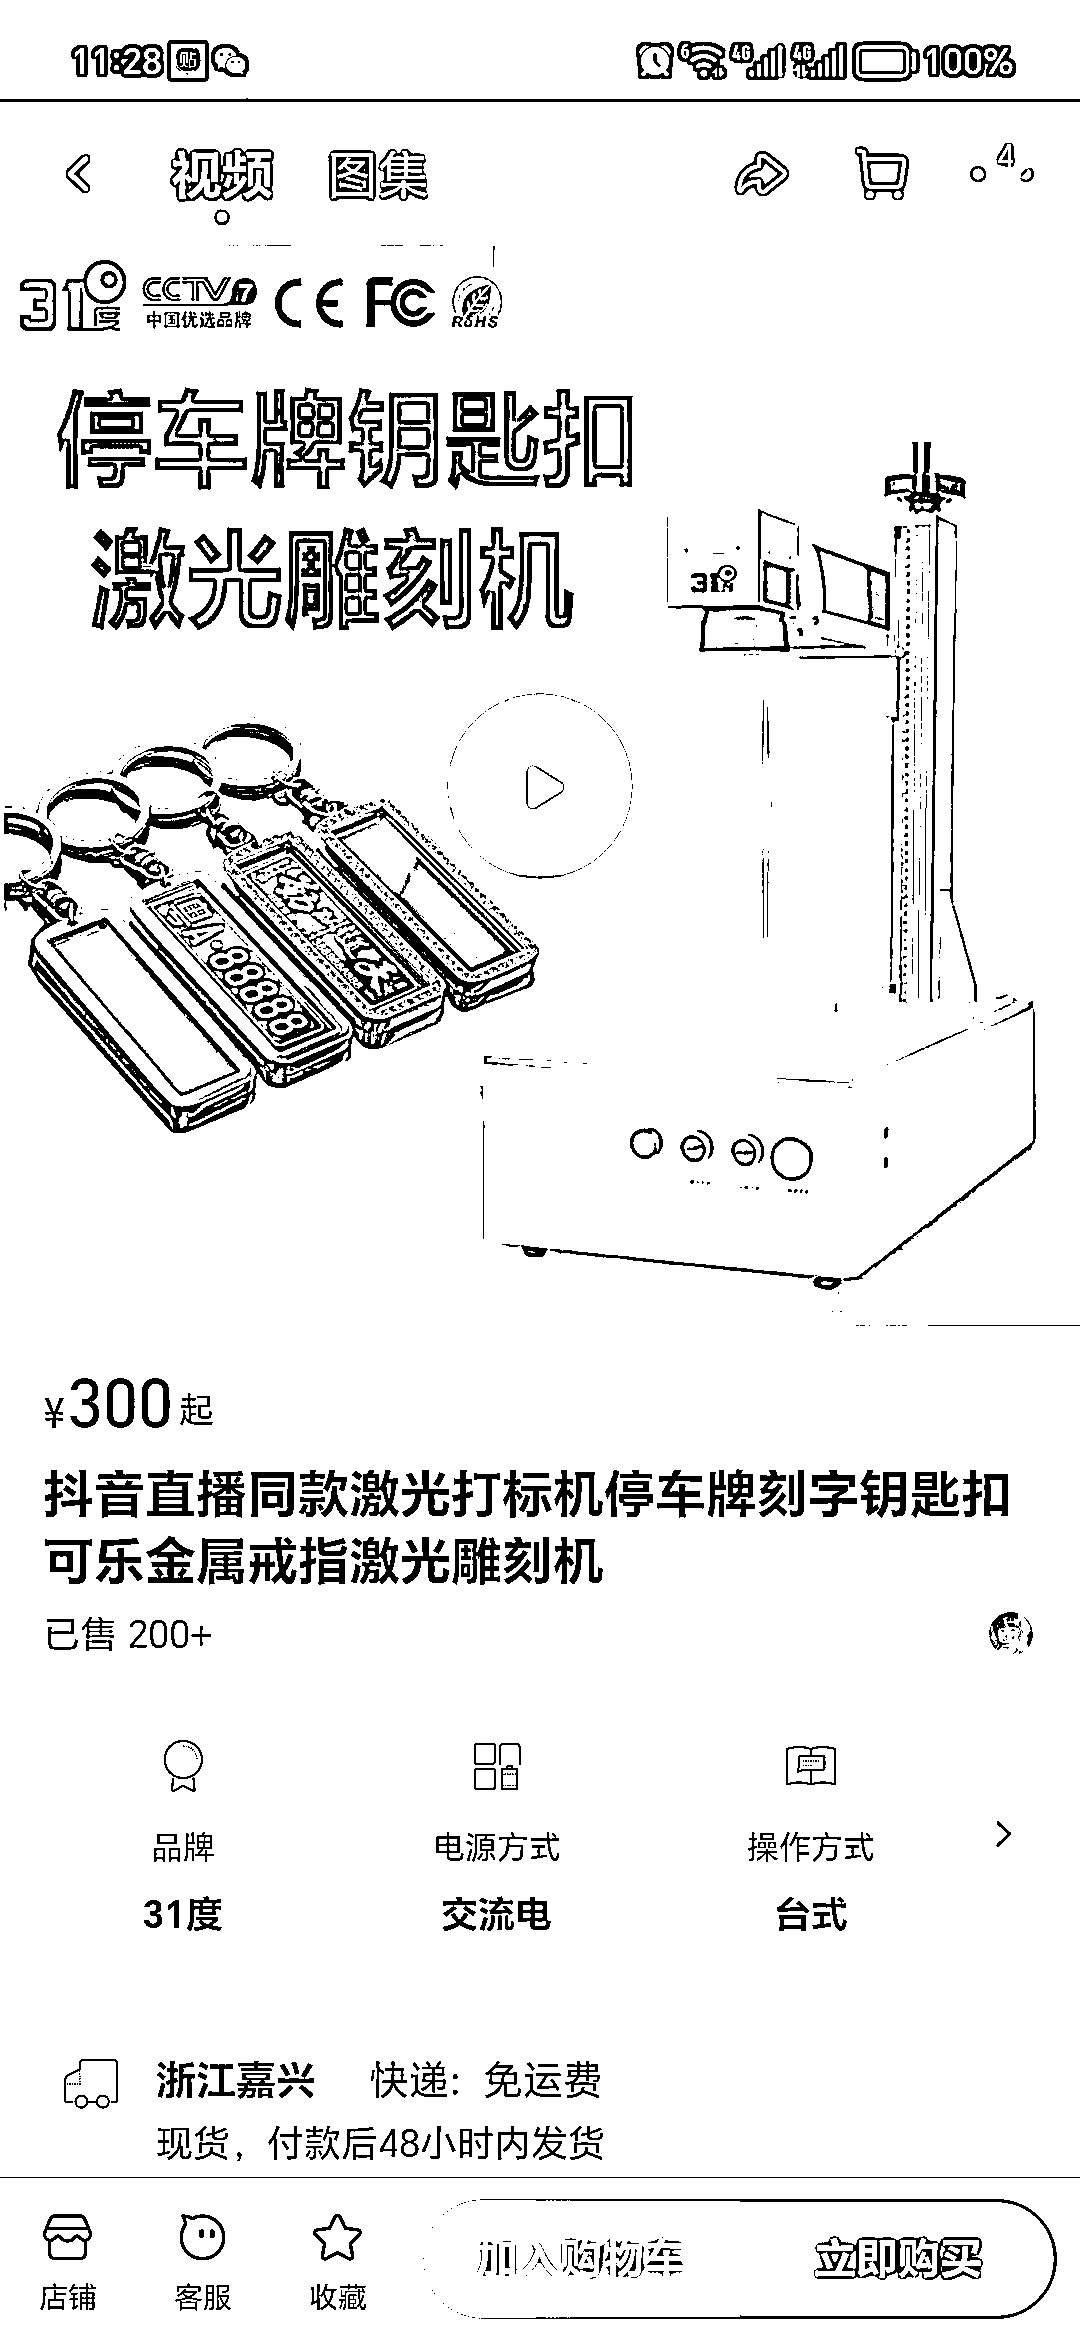 11:28 贴 6 4G 4G 100%
视频 图集 4
31度 CCTV7 中国优选品牌 CE FC RoHS
停车牌钥匙扣
激光雕刻机
31度
粤A·88888
¥300起
抖音直播同款激光打标机停车牌刻字钥匙扣
可乐金属戒指激光雕刻机
已售 200+
品牌 电源方式 操作方式
31度 交流电 台式
浙江嘉兴 快递：免运费
现货，付款后48小时内发货
店铺 客服 收藏 加入购物车 立即购买